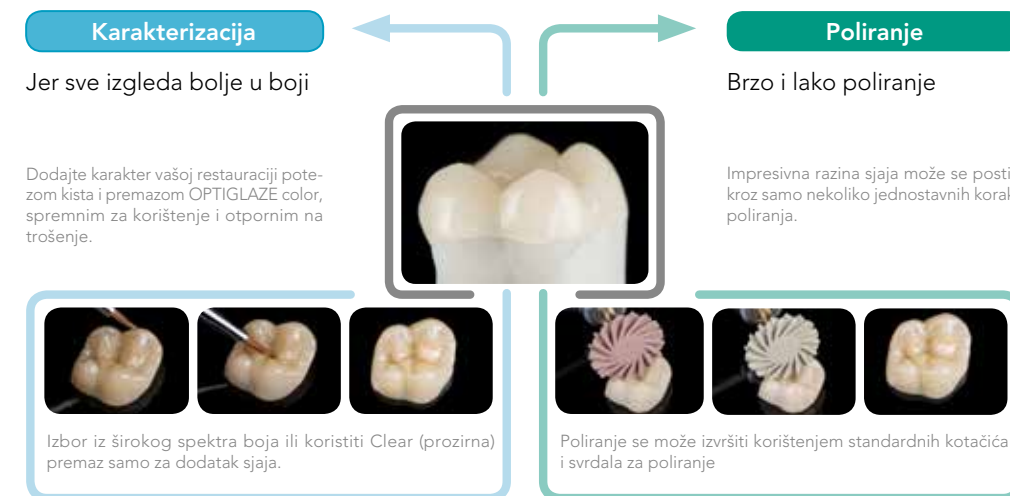 Karakterizacija
Jer sve izgleda bolje u boji
Dodajte karakter vašoj restauraciji pote-
zom kista i premazom OPTIGLAZE color,
spremnim za korištenje i otpornim na
trošenje.
Izbor iz širokog spektra boja ili koristiti Clear (prozirna)
premaz samo za dodatak sjaja.
Poliranje
Brzo i lako poliranje
Impresivna razina sjaja može se posti
kroz samo nekoliko jednostavnih korak
poliranja.
Poliranje se može izvršiti korištenjem standardnih kotačića
i svrdala za poliranje